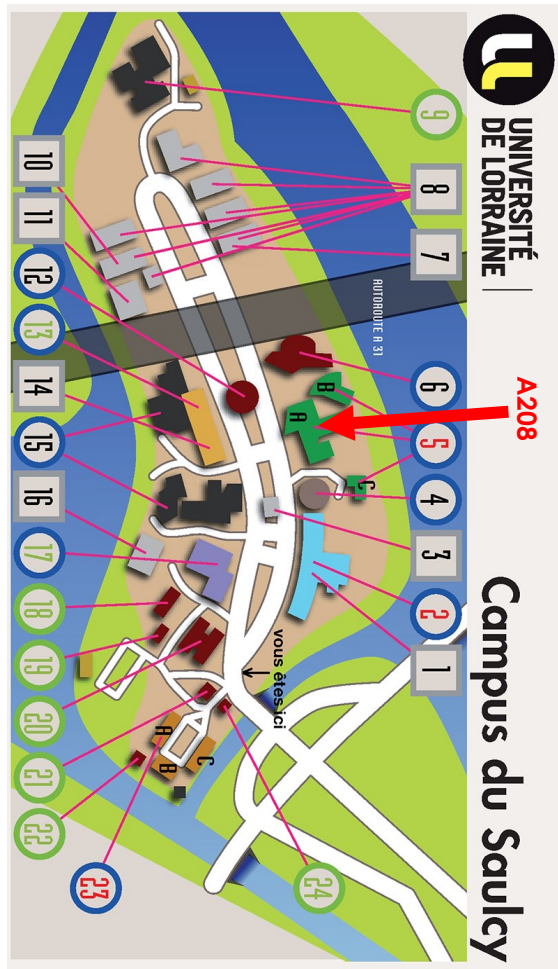 UNIVERSITÉ
DE LORRAINE
Campus du Saulcy
A208
AUTOROUTE A 31
vous êtes ici
1
2
3
4
5
6
7
8
9
10
11
12
13
14
15
16
17
18
19
20
21
22
23
24
A
B
C
A
B
C